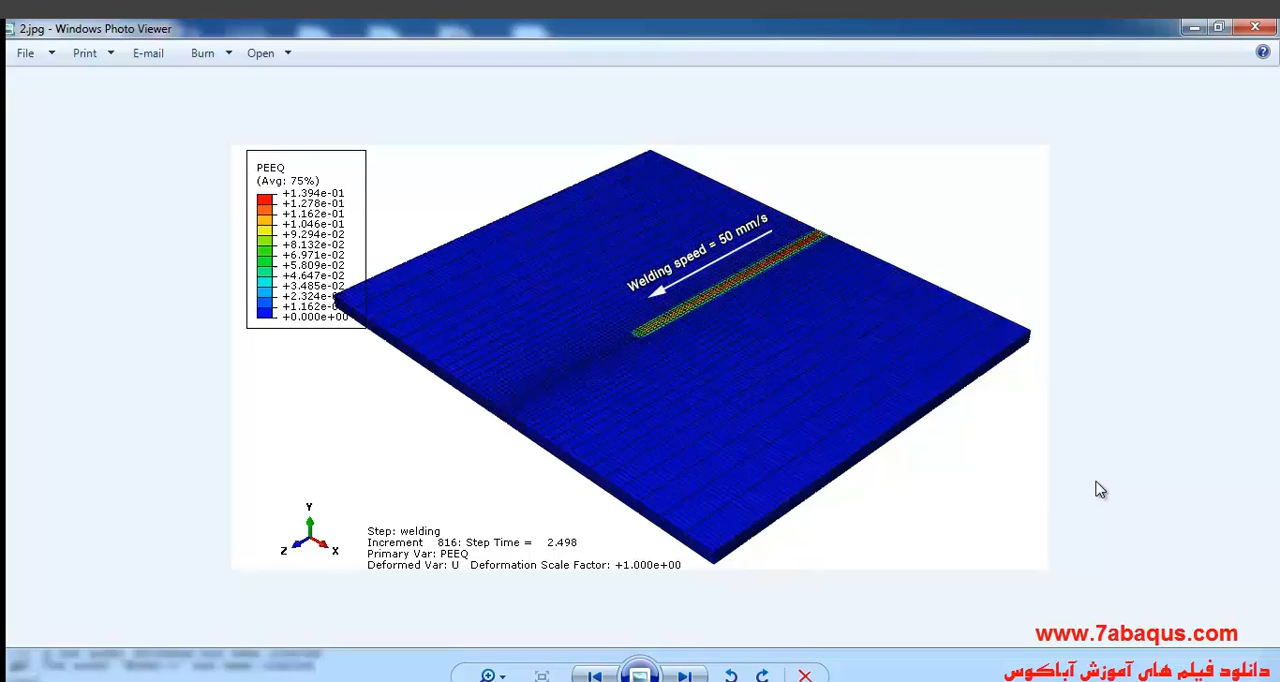 2.jpg - Windows Photo Viewer
File Print E-mail Burn Open
PEEQ
(Avg: 75%)
+1.394e-01
+1.278e-01
+1.162e-01
+1.046e-01
+9.294e-02
+8.132e-02
+6.971e-02
+5.809e-02
+4.647e-02
+3.485e-02
+2.324e-
+1.162e-
+0.000e+00
Welding speed = 50 mm/s
Y
Z X
Step: welding
Increment 816: Step Time = 2.498
Primary Var: PEEQ
Deformed Var: U Deformation Scale Factor: +1.000e+00
www.7abaqus.com
دانلود فیلم های آموزش آباکوس